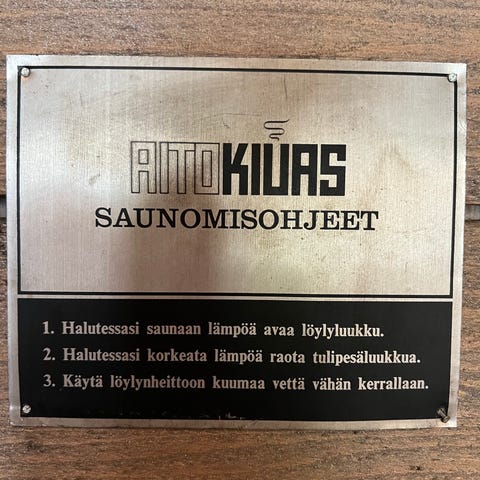 AITOKIUAS
SAUNOMISOHJEET
1. Halutessasi saunaan lämpöä avaa löylyluukku.
2. Halutessasi korkeata lämpöä raota tulipesäluukkua.
3. Käytä löylynheittoon kuumaa vettä vähän kerrallaan.